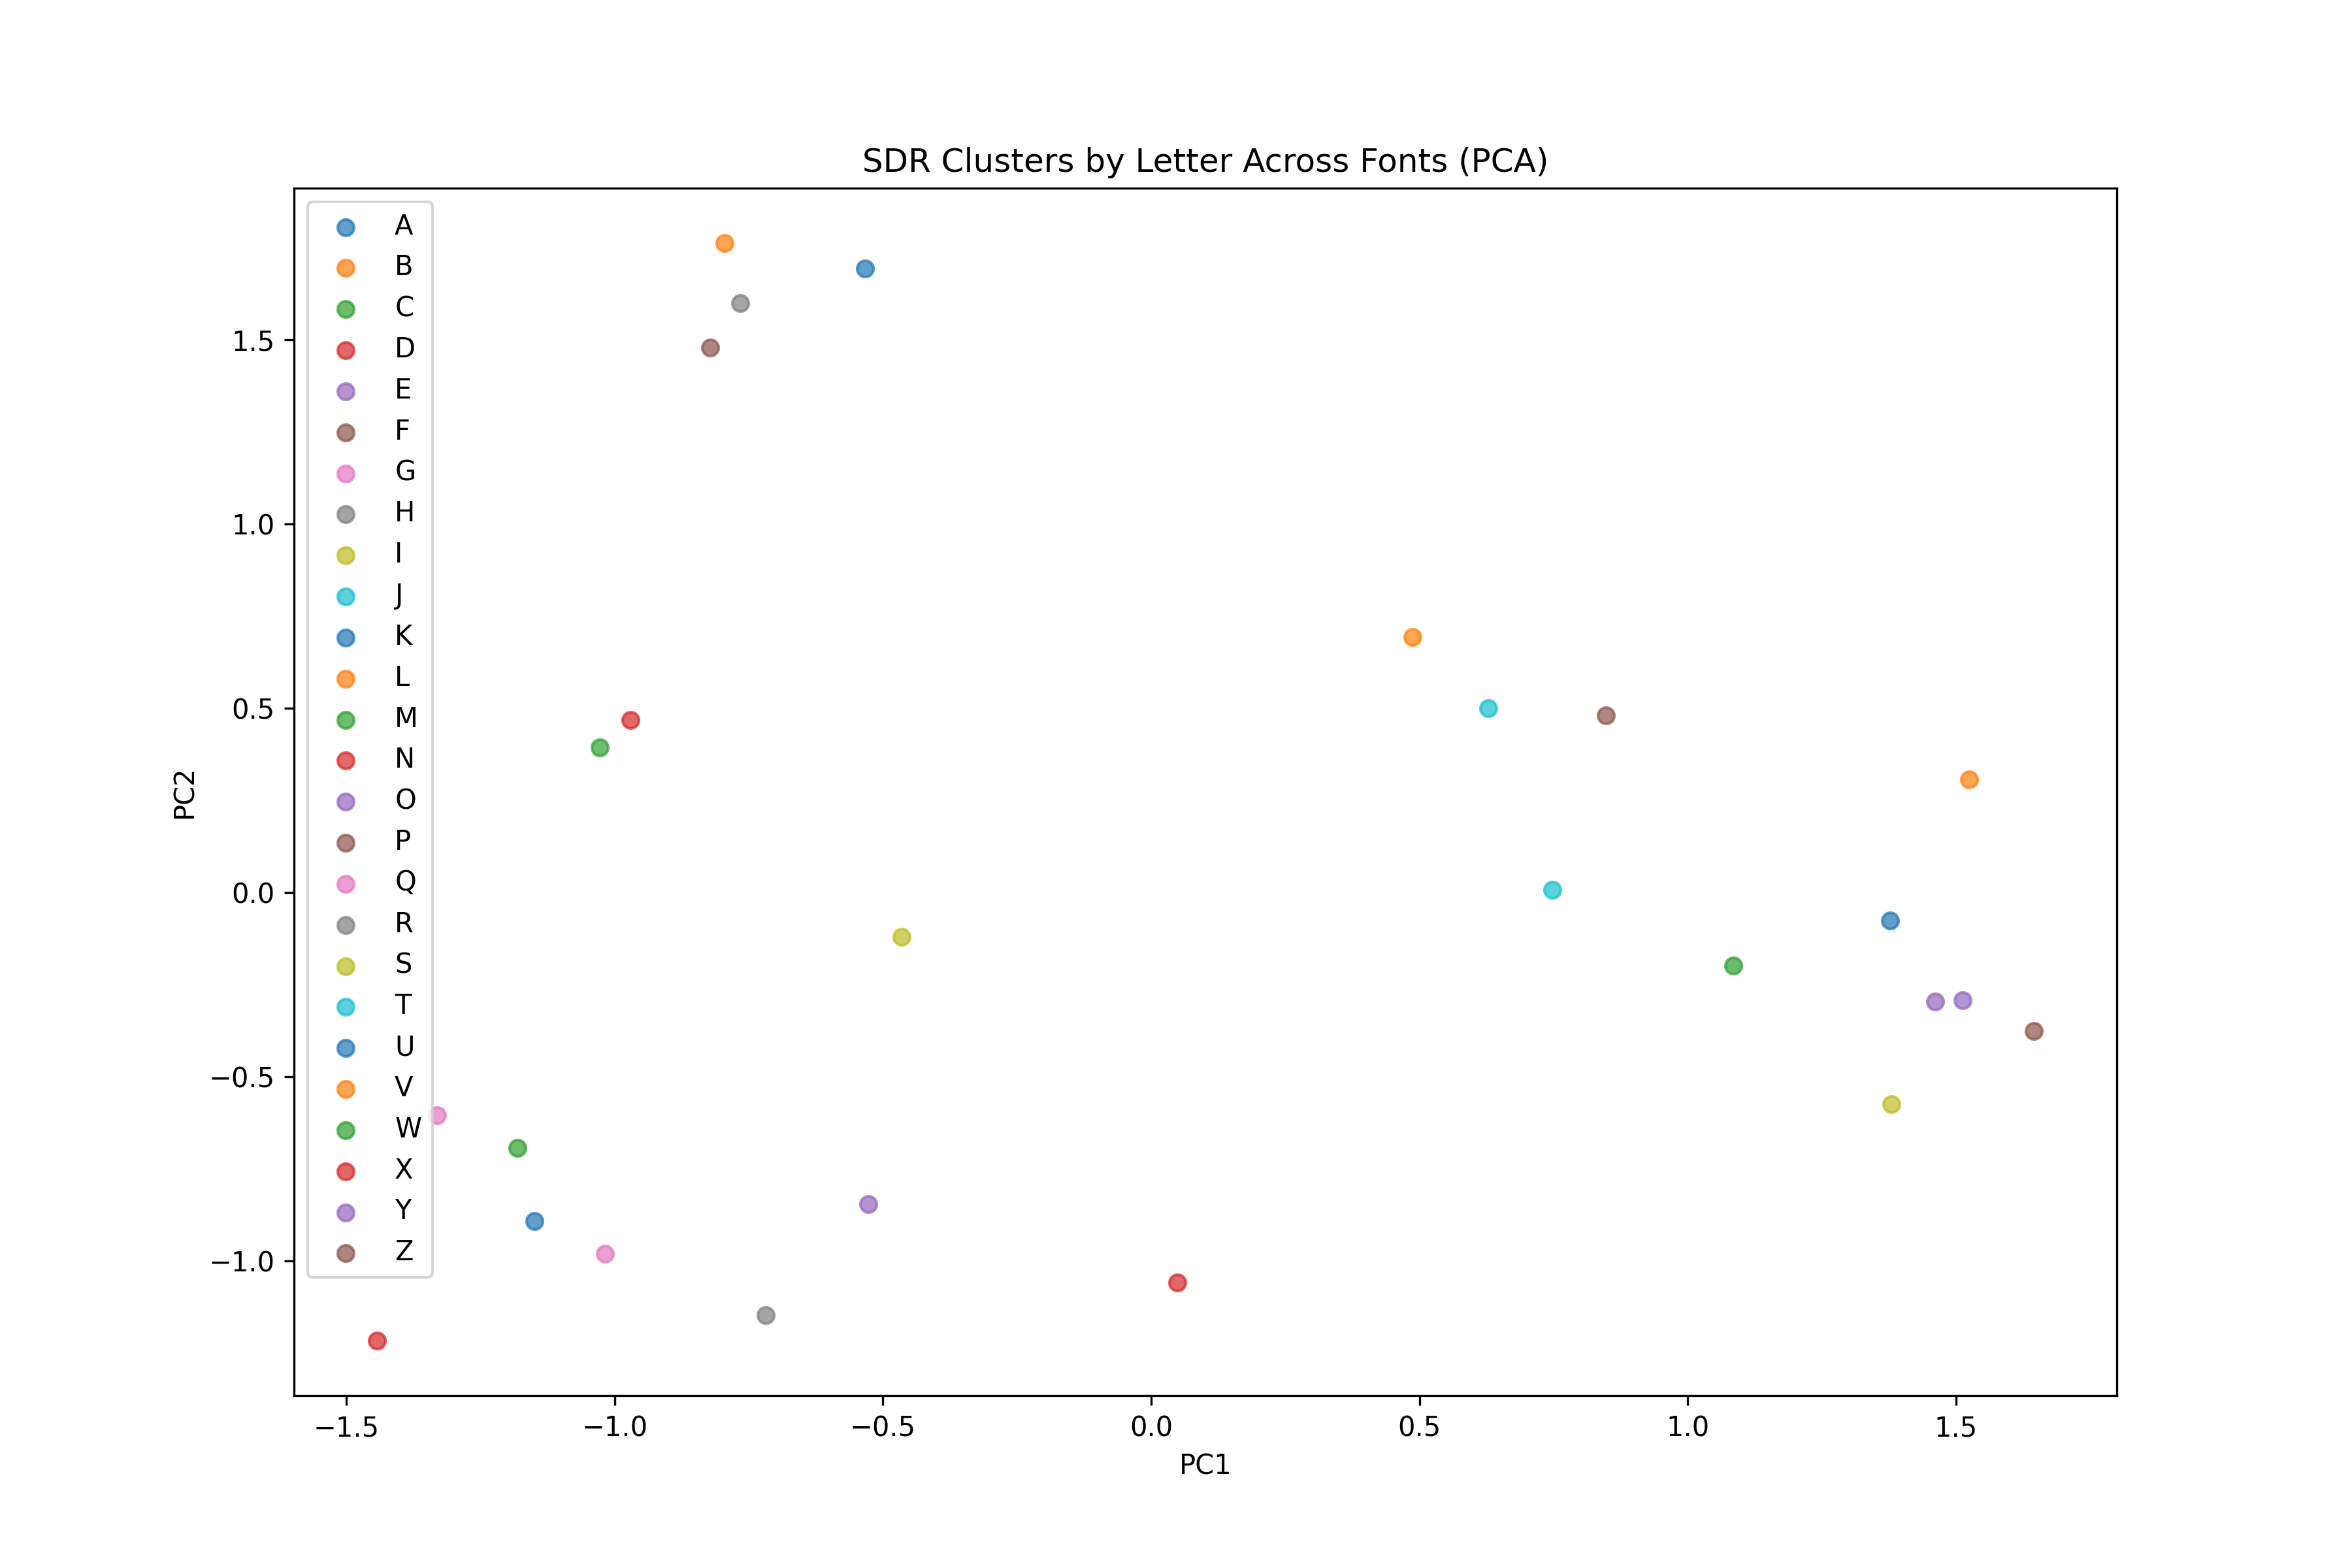 SDR Clusters by Letter Across Fonts (PCA)
A
B
C
D
E
F
G
H
I
J
K
L
M
N
O
P
Q
R
S
T
U
V
W
X
Y
Z
1.5
1.0
0.5
0.0
−0.5
−1.0
PC2
−1.5 −1.0 −0.5 0.0 0.5 1.0 1.5
PC1